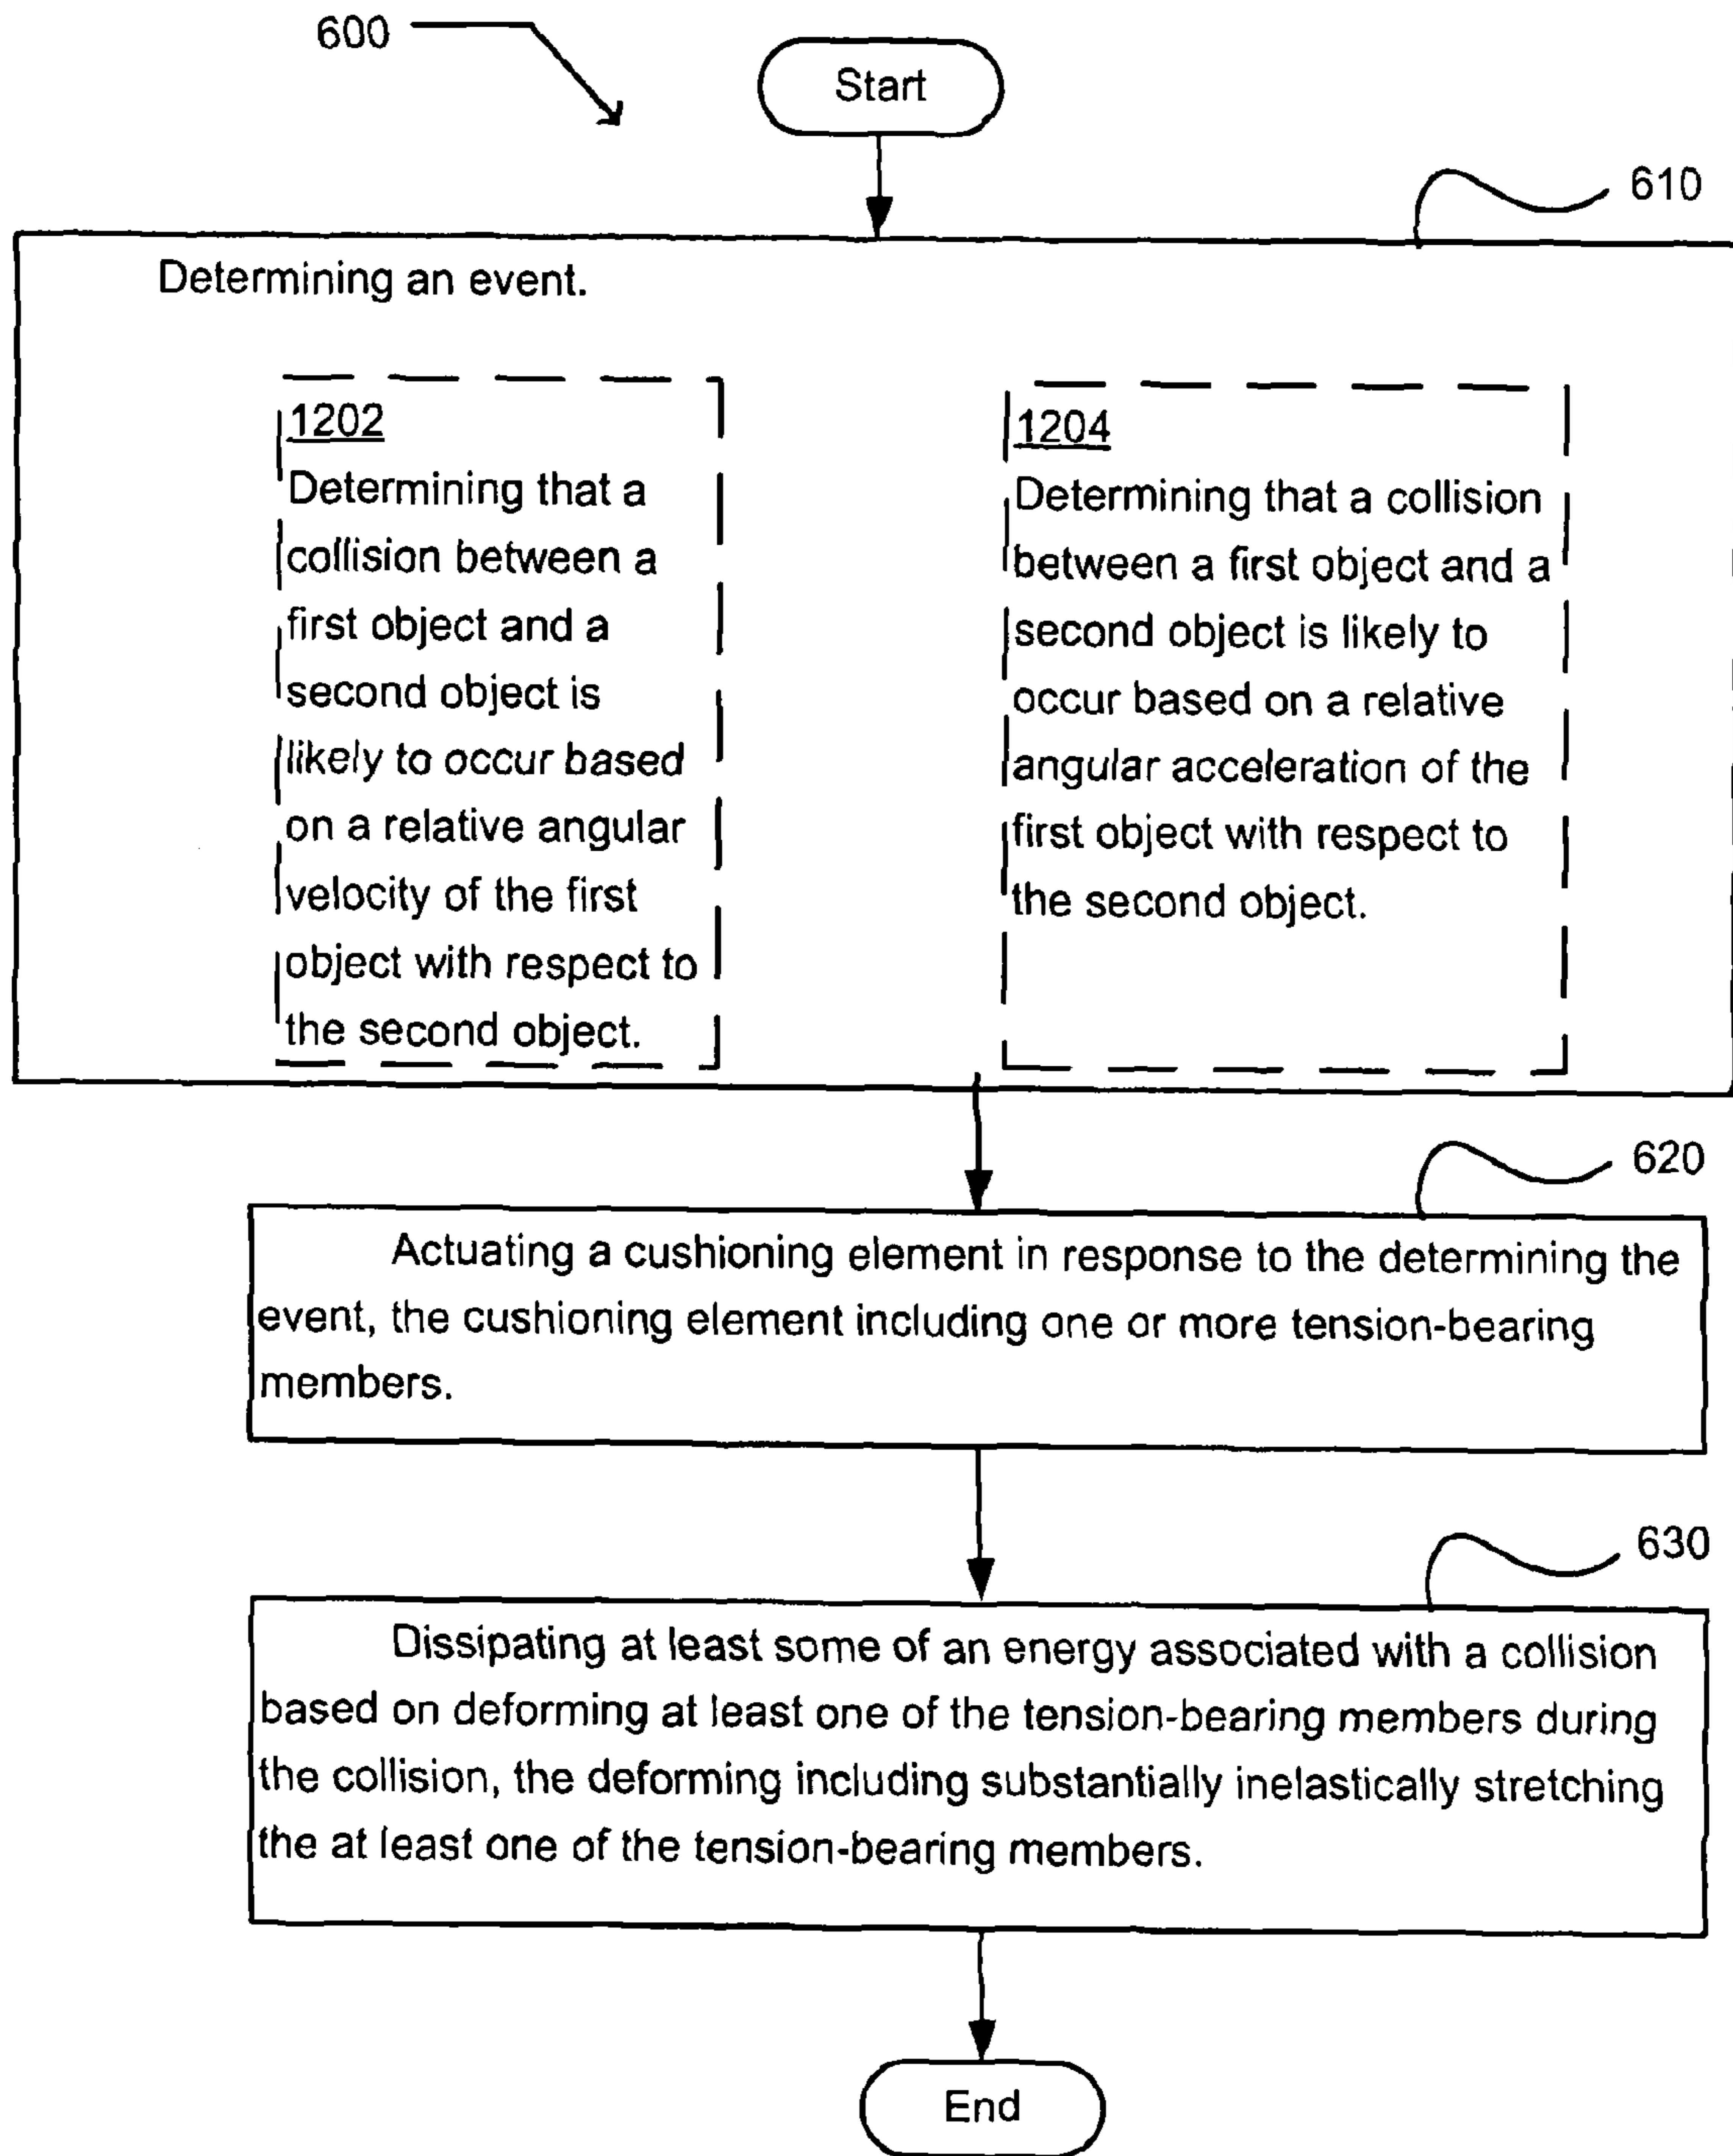 600
Start
610
Determining an event.
1202
Determining that a
collision between a
first object and a
second object is
likely to occur based
on a relative angular
velocity of the first
object with respect to
the second object.
1204
Determining that a collision
between a first object and a
second object is likely to
occur based on a relative
angular acceleration of the
first object with respect to
the second object.
620
Actuating a cushioning element in response to the determining the
event, the cushioning element including one or more tension-bearing
members.
630
Dissipating at least some of an energy associated with a collision
based on deforming at least one of the tension-bearing members during
the collision, the deforming including substantially inelastically stretching
the at least one of the tension-bearing members.
End